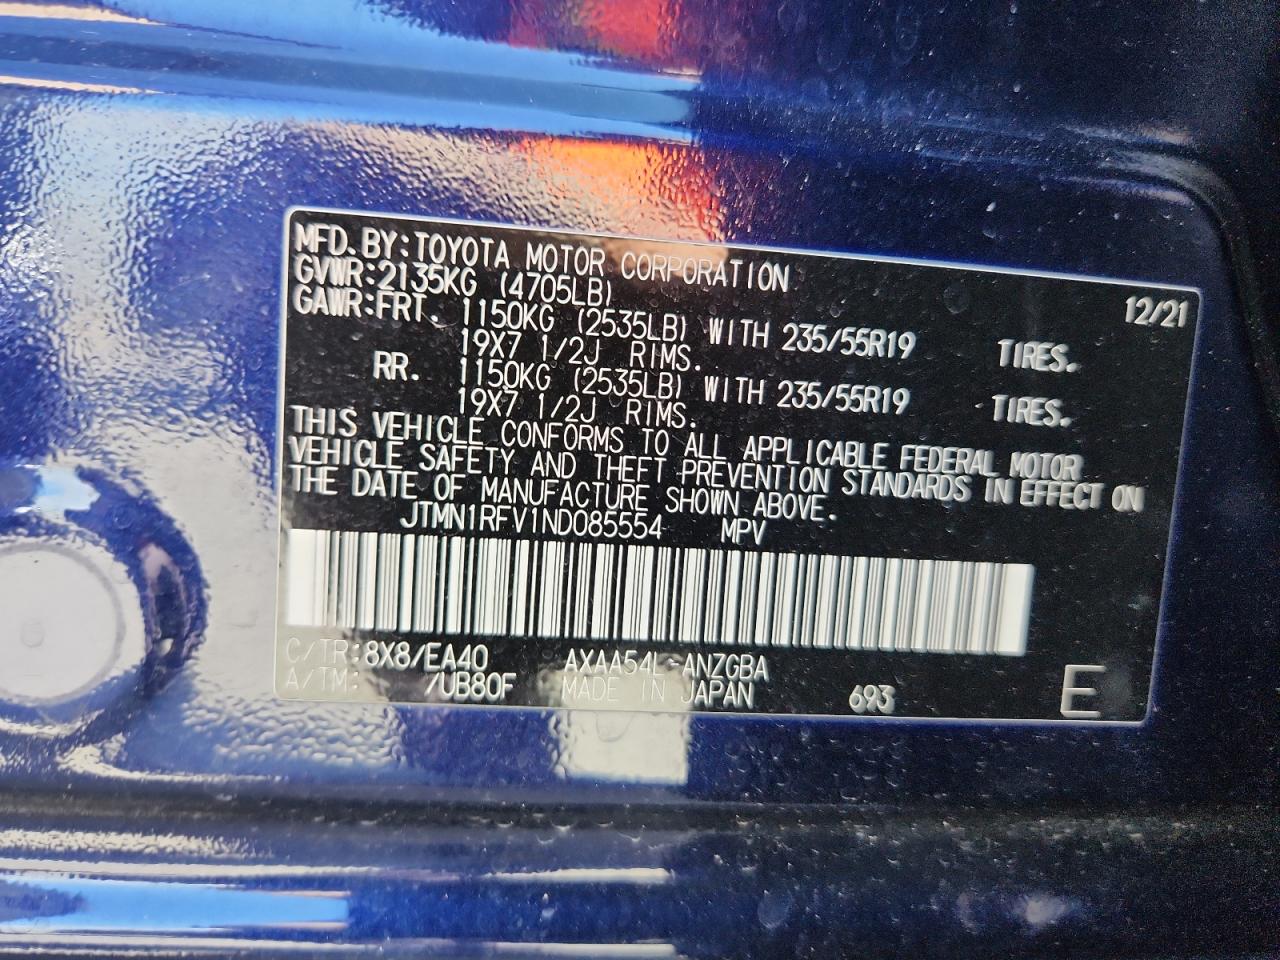 MFD.BY:TOYOTA MOTOR CORPORATION 12/21
GVWR:2135KG (4705LB)
GAWR:FRT. 1150KG (2535LB) WITH 235/55R19 TIRES.
19X7 1/2J RIMS.
RR. 1150KG (2535LB) WITH 235/55R19 TIRES.
19X7 1/2J RIMS.
THIS VEHICLE CONFORMS TO ALL APPLICABLE FEDERAL MOTOR
VEHICLE SAFETY AND THEFT PREVENTION STANDARDS IN EFFECT ON
THE DATE OF MANUFACTURE SHOWN ABOVE.
JTMN1RFV1ND085554 MPV
C/TR:8X8/EA40 AXAA54L-ANZGBA
A/TM: /UB80F MADE IN JAPAN 693 E